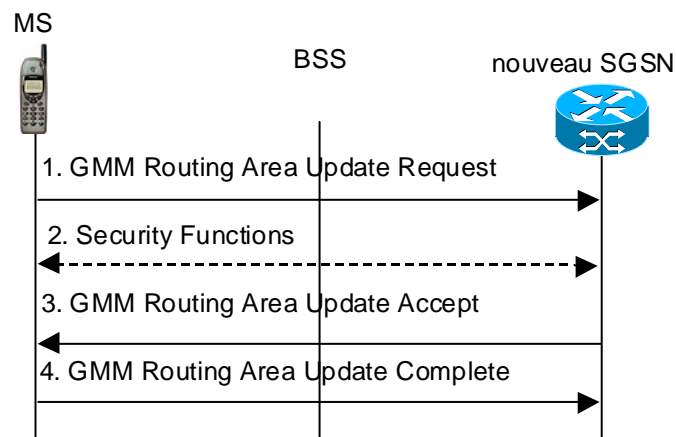 MS
BSS
nouveau SGSN
1. GMM Routing Area Update Request
2. Security Functions
3. GMM Routing Area Update Accept
4. GMM Routing Area Update Complete